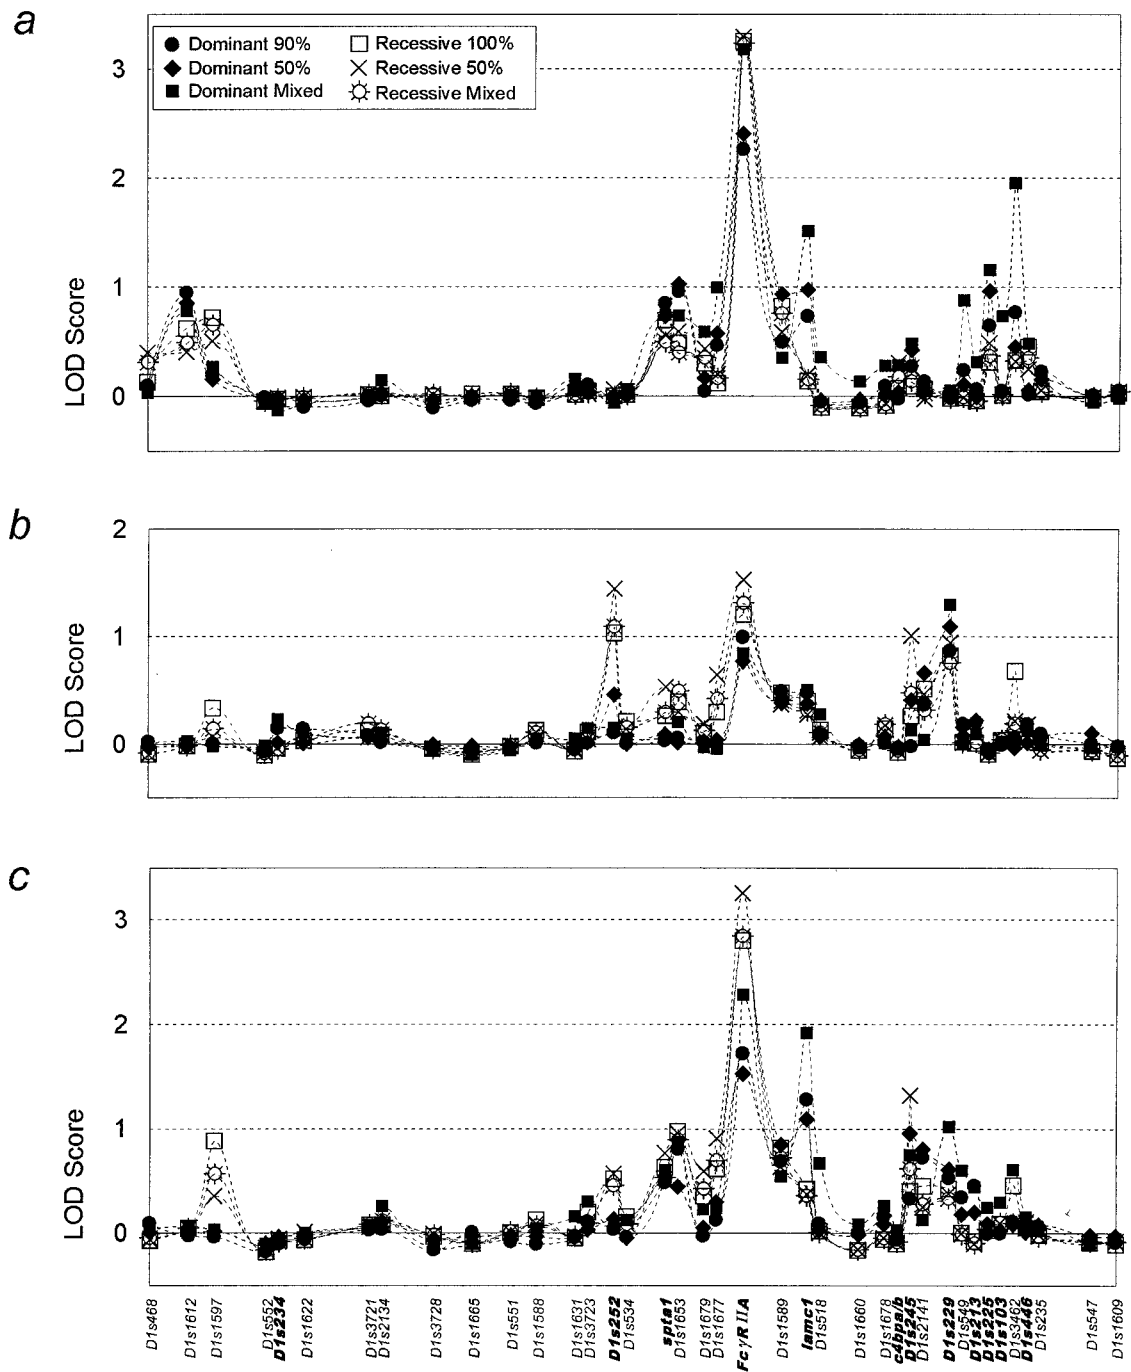 a
Dominant 90%
Dominant 50%
Dominant Mixed
Recessive 100%
Recessive 50%
Recessive Mixed
3
2
1
0
LOD Score
b
2
1
0
LOD Score
c
3
2
1
0
LOD Score
D1s468
D1s1612
D1s1597
D1s552
D1s234
D1s1622
D1s3721
D1s2134
D1s3728
D1s1665
D1s551
D1s1588
D1s1631
D1s3723
D1s252
D1s534
spta1
D1s1653
D1s1679
D1s1677
FcγRIIA
D1s1589
lamc1
D1s518
D1s1660
D1s1678
c4bpa/b
D1s245
D1s2141
D1s229
D1s549
D1s213
D1s225
D1s103
D1s3462
D1s446
D1s235
D1s547
D1s1609